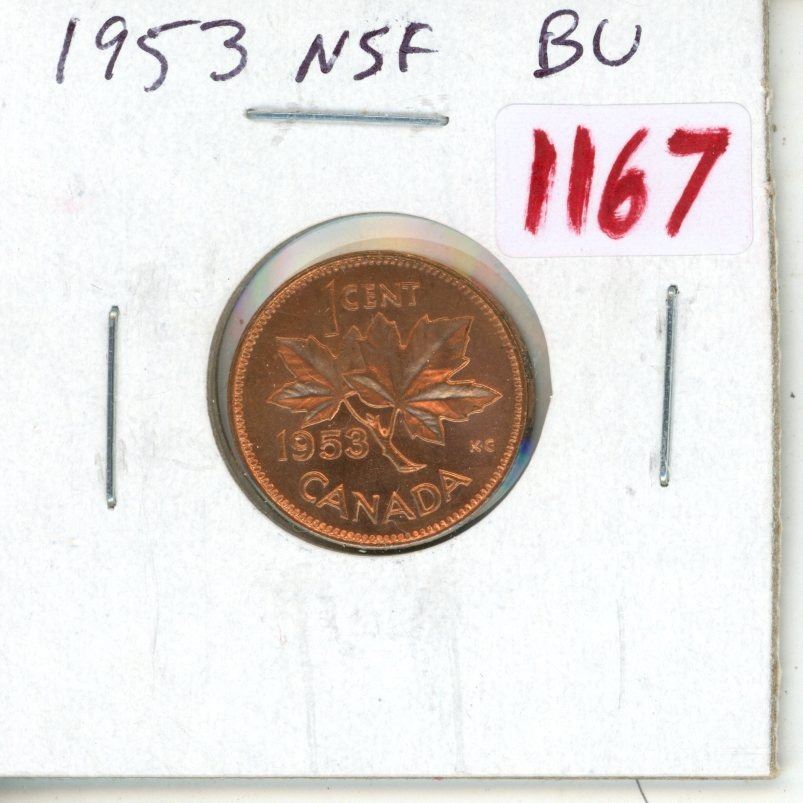 1953 NSF BU
1167
1 CENT
1953 KG
CANADA